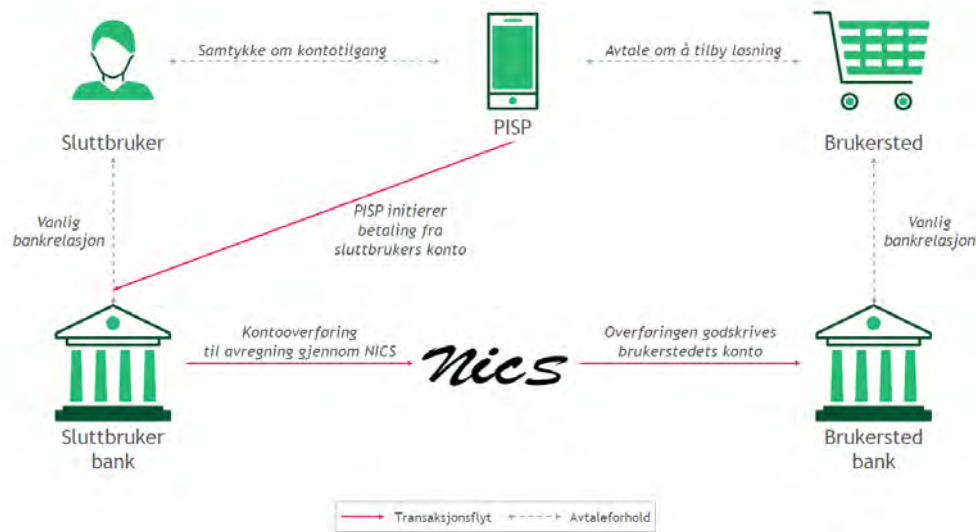 Samtykke om kontotilgang
Avtale om å tilby løsning
Sluttbruker
PISP
Brukersted
Vanlig
bankrelasjon
PISP initierer
betaling fra
sluttbrukers konto
Vanlig
bankrelasjon
Kontooverføring
til avregning gjennom NICS
Nics
Overføringen godskrives
brukerstedets konto
Sluttbruker
bank
Brukersted
bank
Transaksjonsflyt
Avtaleforhold